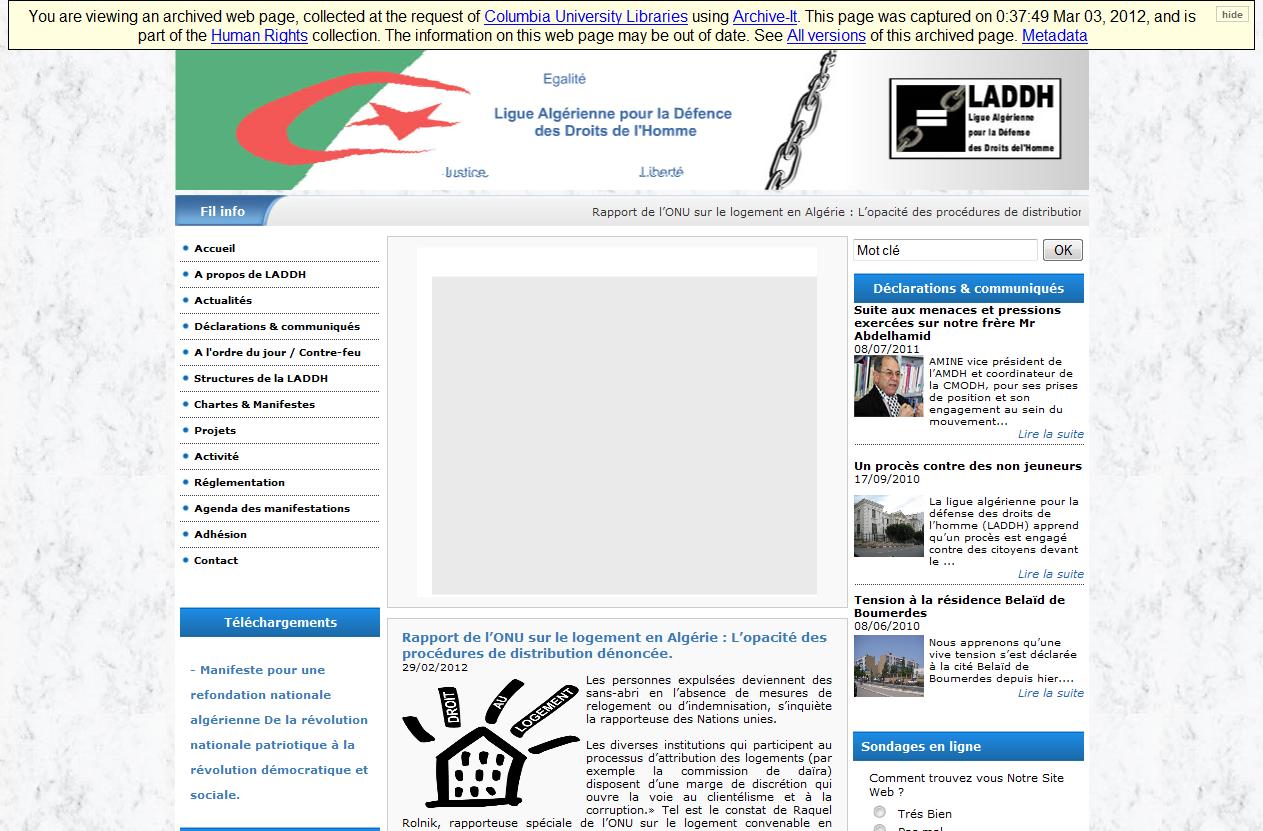 You are viewing an archived web page, collected at the request of Columbia University Libraries using Archive-It. This page was captured on 0:37:49 Mar 03, 2012, and is
part of the Human Rights collection. The information on this web page may be out of date. See All versions of this archived page. Metadata
hide
Egalité
Ligue Algérienne pour la Défence
des Droits de l'Homme
Justice
Liberté
LADDH
Ligue Algérienne
pour la Défense
des Droits del'Homme
Fil info
Rapport de l’ONU sur le logement en Algérie : L’opacité des procédures de distribution
Accueil
A propos de LADDH
Actualités
Déclarations & communiqués
A l'ordre du jour / Contre-feu
Structures de la LADDH
Chartes & Manifestes
Projets
Activité
Réglementation
Agenda des manifestations
Adhésion
Contact
Téléchargements
- Manifeste pour une
refondation nationale
algérienne De la révolution
nationale patriotique à la
révolution démocratique et
sociale.
Rapport de l’ONU sur le logement en Algérie : L’opacité des
procédures de distribution dénoncée.
29/02/2012
DROIT
AU
LOGEMENT
Les personnes expulsées deviennent des
sans-abri en l’absence de mesures de
relogement ou d’indemnisation, s’inquiète
la rapporteuse des Nations unies.
Les diverses institutions qui participent au
processus d’attribution des logements (par
exemple la commission de daïra)
disposent d’une marge de discrétion qui
ouvre la voie au clientélisme et à la
corruption.» Tel est le constat de Raquel
Rolnik, rapporteuse spéciale de l’ONU sur le logement convenable en
Mot clé
OK
Déclarations & communiqués
Suite aux menaces et pressions
exercées sur notre frère Mr
Abdelhamid
08/07/2011
AMINE vice président de
l’AMDH et coordinateur de
la CMODH, pour ses prises
de position et son
engagement au sein du
mouvement...
Lire la suite
Un procès contre des non jeuneurs
17/09/2010
La ligue algérienne pour la
défense des droits de
l’homme (LADDH) apprend
qu’un procès est engagé
contre des citoyens devant
le ...
Lire la suite
Tension à la résidence Belaïd de
Boumerdes
08/06/2010
Nous apprenons qu’une
vive tension s’est déclarée
à la cité Belaïd de
Boumerdes depuis hier....
Lire la suite
Sondages en ligne
Comment trouvez vous Notre Site
Web ?
Trés Bien
Pas mal